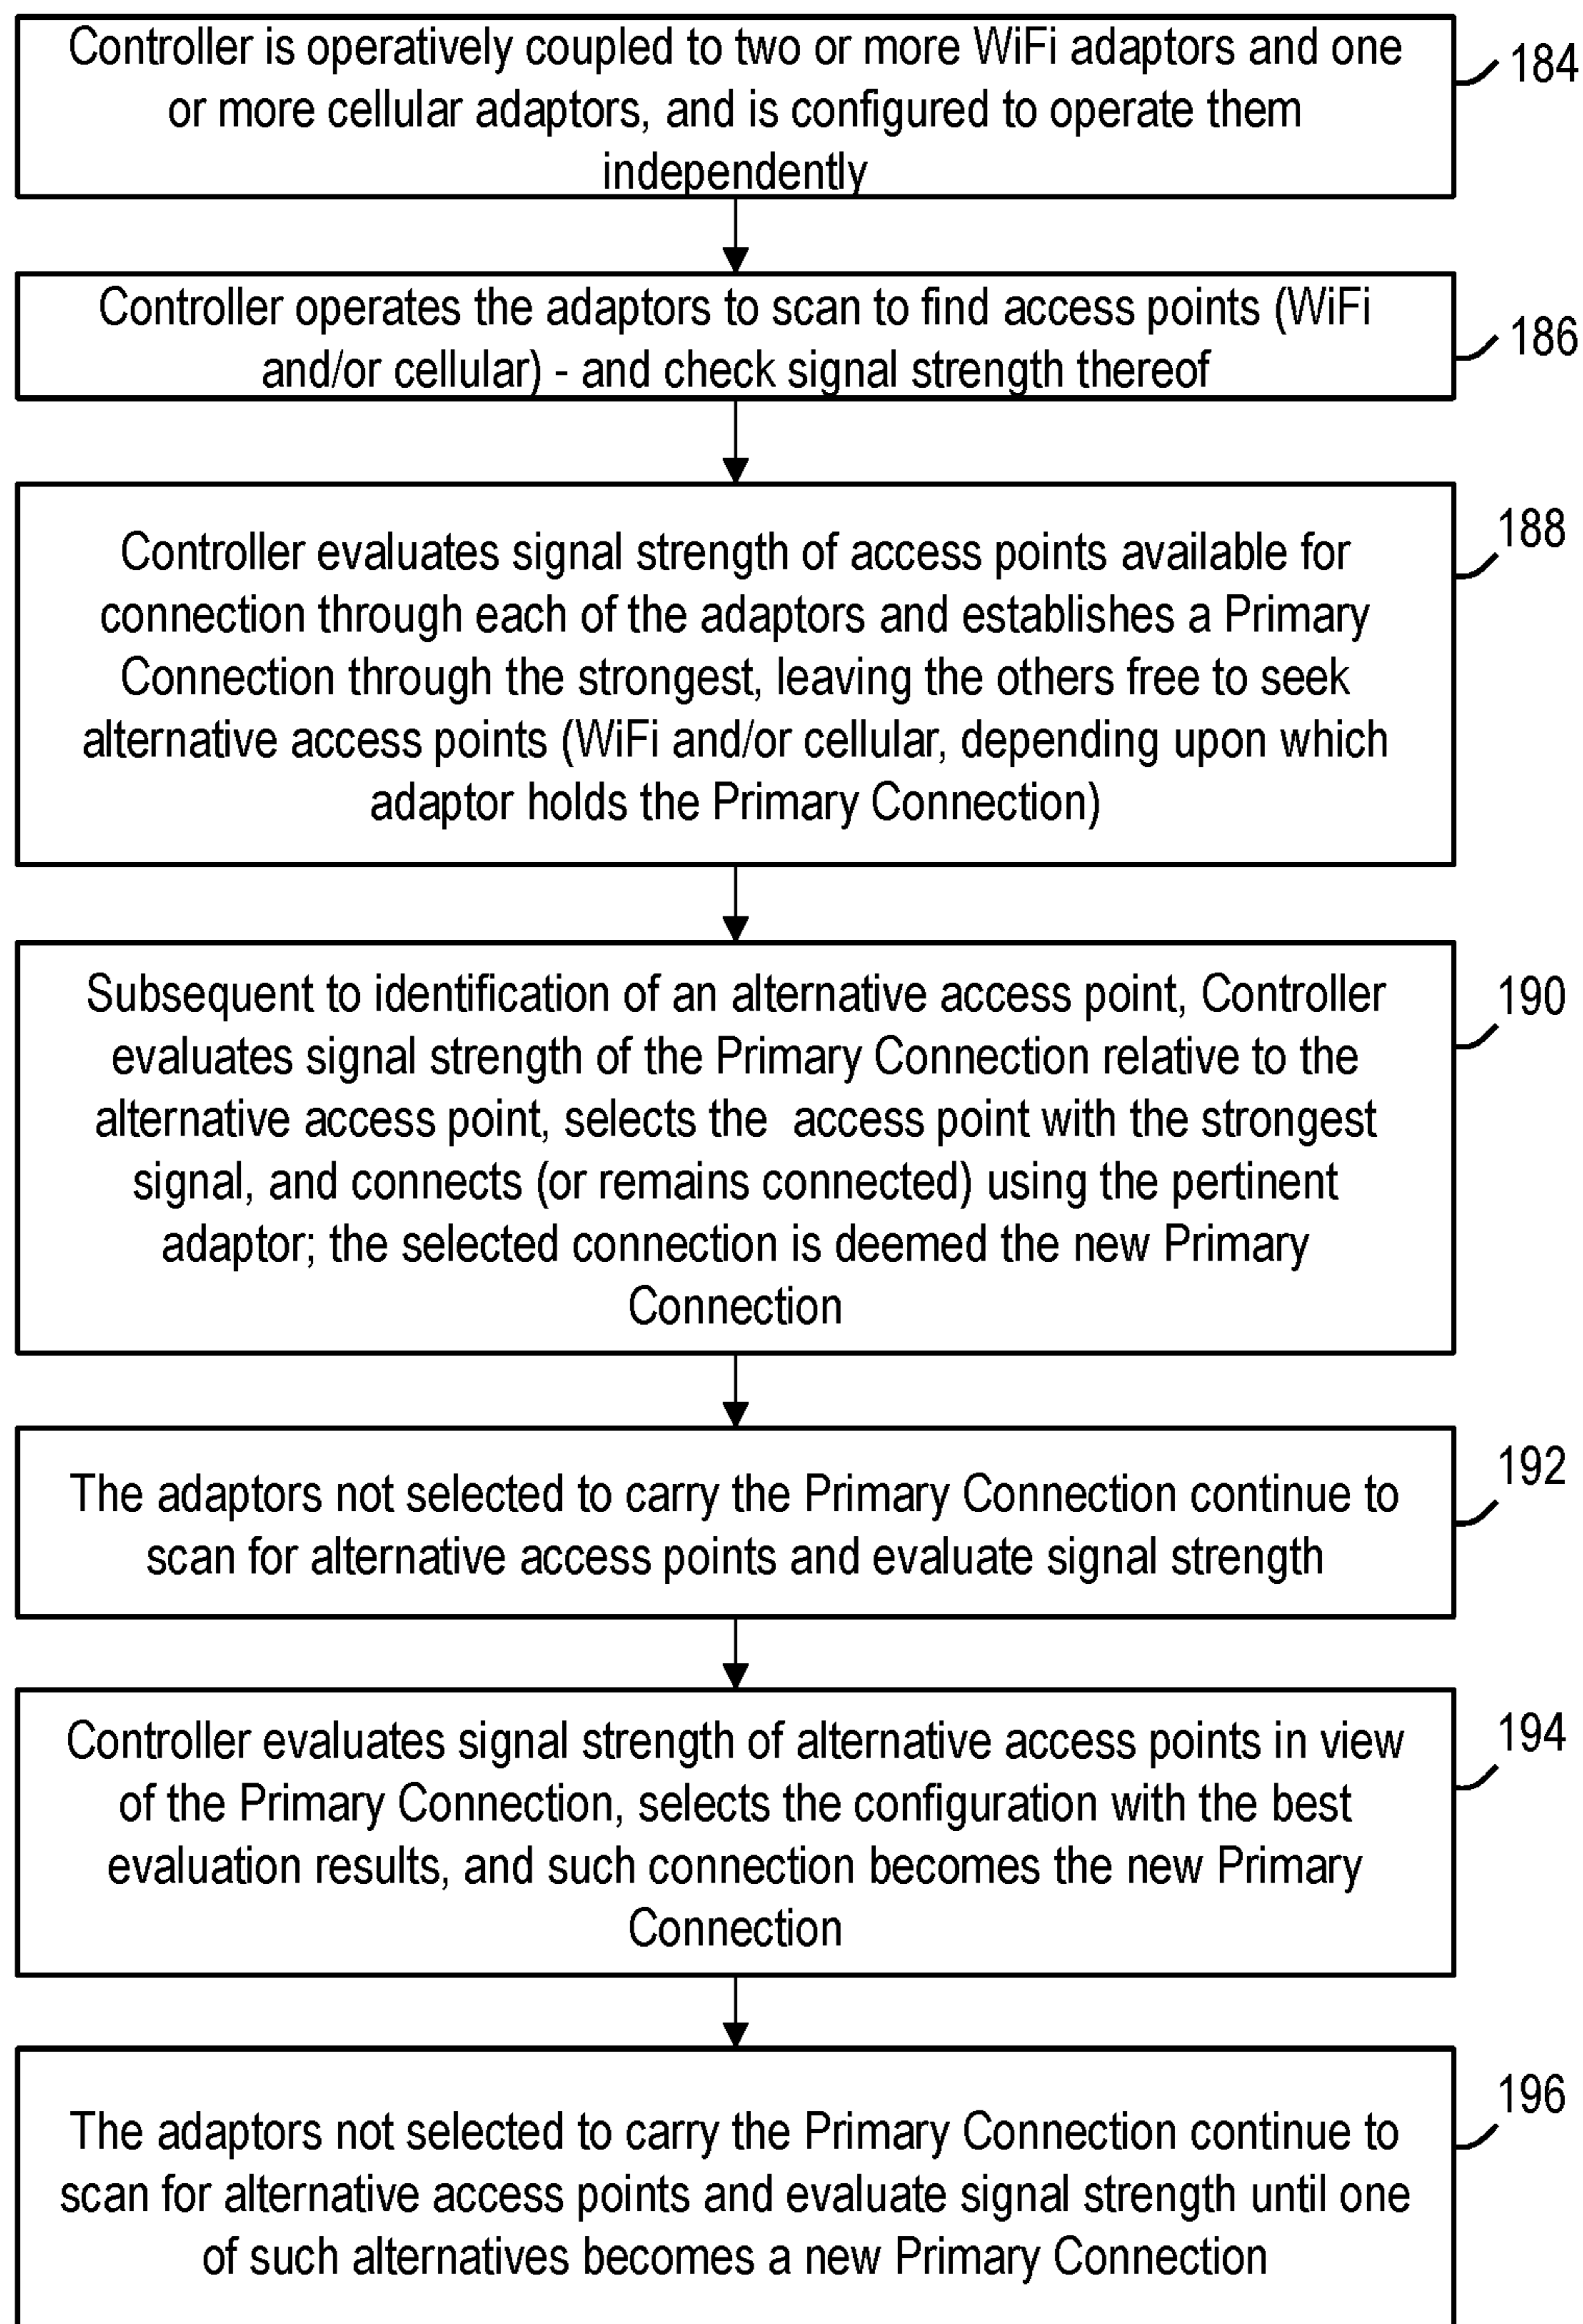 Controller is operatively coupled to two or more WiFi adaptors and one
or more cellular adaptors, and is configured to operate them
independently
184
Controller operates the adaptors to scan to find access points (WiFi
and/or cellular) - and check signal strength thereof
186
Controller evaluates signal strength of access points available for
connection through each of the adaptors and establishes a Primary
Connection through the strongest, leaving the others free to seek
alternative access points (WiFi and/or cellular, depending upon which
adaptor holds the Primary Connection)
188
Subsequent to identification of an alternative access point, Controller
evaluates signal strength of the Primary Connection relative to the
alternative access point, selects the  access point with the strongest
signal, and connects (or remains connected) using the pertinent
adaptor; the selected connection is deemed the new Primary
Connection
190
The adaptors not selected to carry the Primary Connection continue to
scan for alternative access points and evaluate signal strength
192
Controller evaluates signal strength of alternative access points in view
of the Primary Connection, selects the configuration with the best
evaluation results, and such connection becomes the new Primary
Connection
194
The adaptors not selected to carry the Primary Connection continue to
scan for alternative access points and evaluate signal strength until one
of such alternatives becomes a new Primary Connection
196